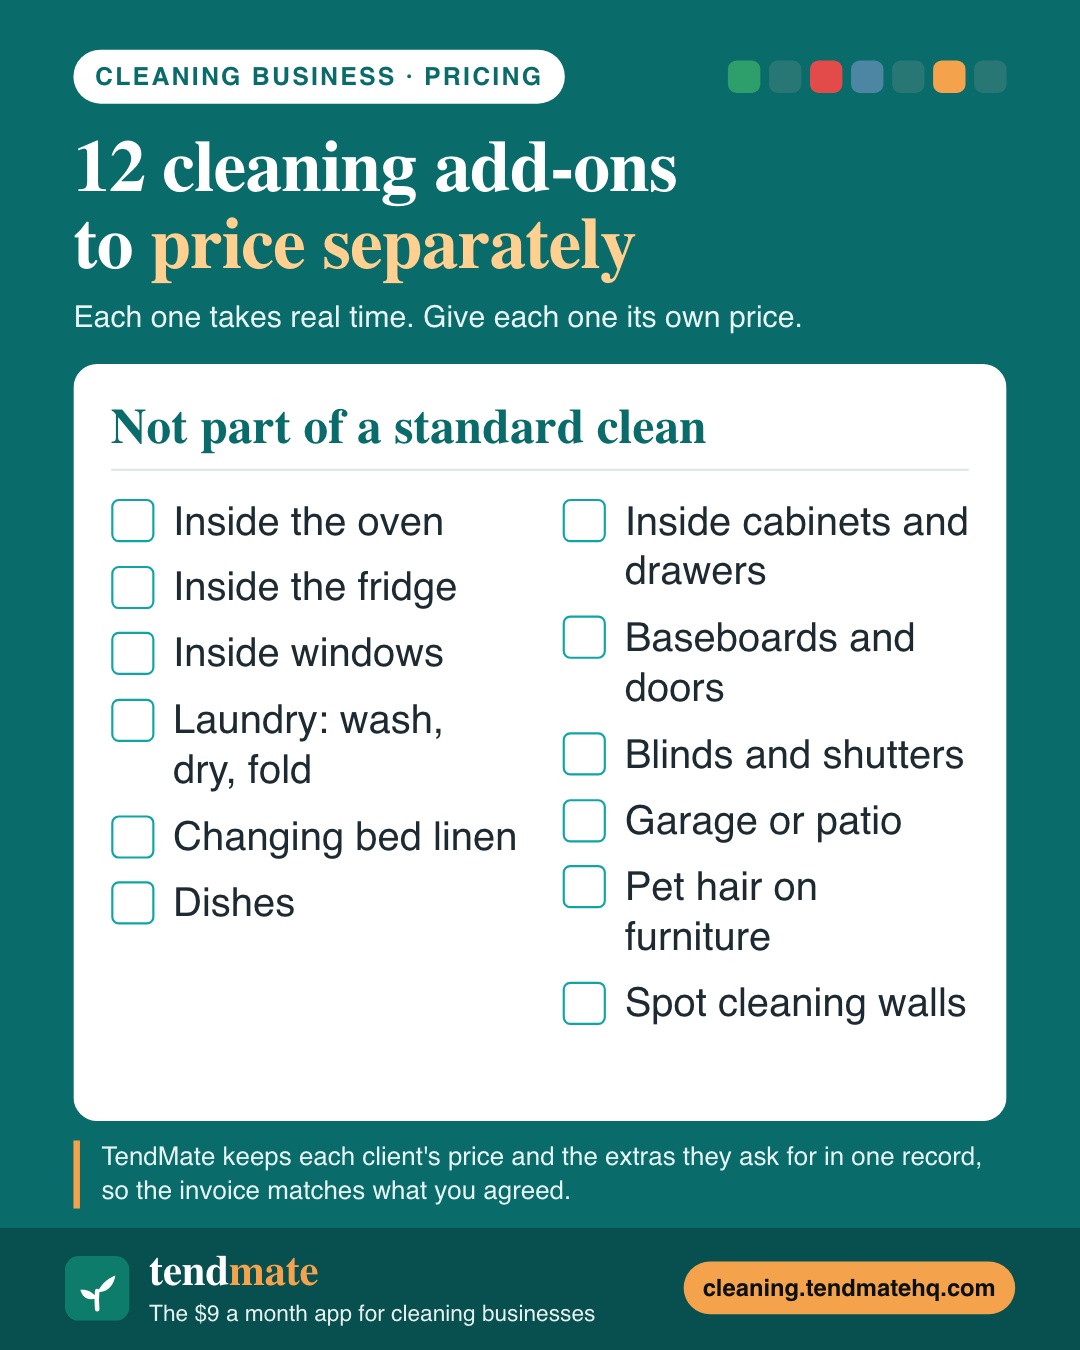 CLEANING BUSINESS · PRICING
12 cleaning add-ons
to price separately
Each one takes real time. Give each one its own price.
Not part of a standard clean
Inside the oven
Inside the fridge
Inside windows
Laundry: wash,
dry, fold
Changing bed linen
Dishes
Inside cabinets and
drawers
Baseboards and
doors
Blinds and shutters
Garage or patio
Pet hair on
furniture
Spot cleaning walls
TendMate keeps each client's price and the extras they ask for in one record,
so the invoice matches what you agreed.
tendmate
The $9 a month app for cleaning businesses
cleaning.tendmatehq.com